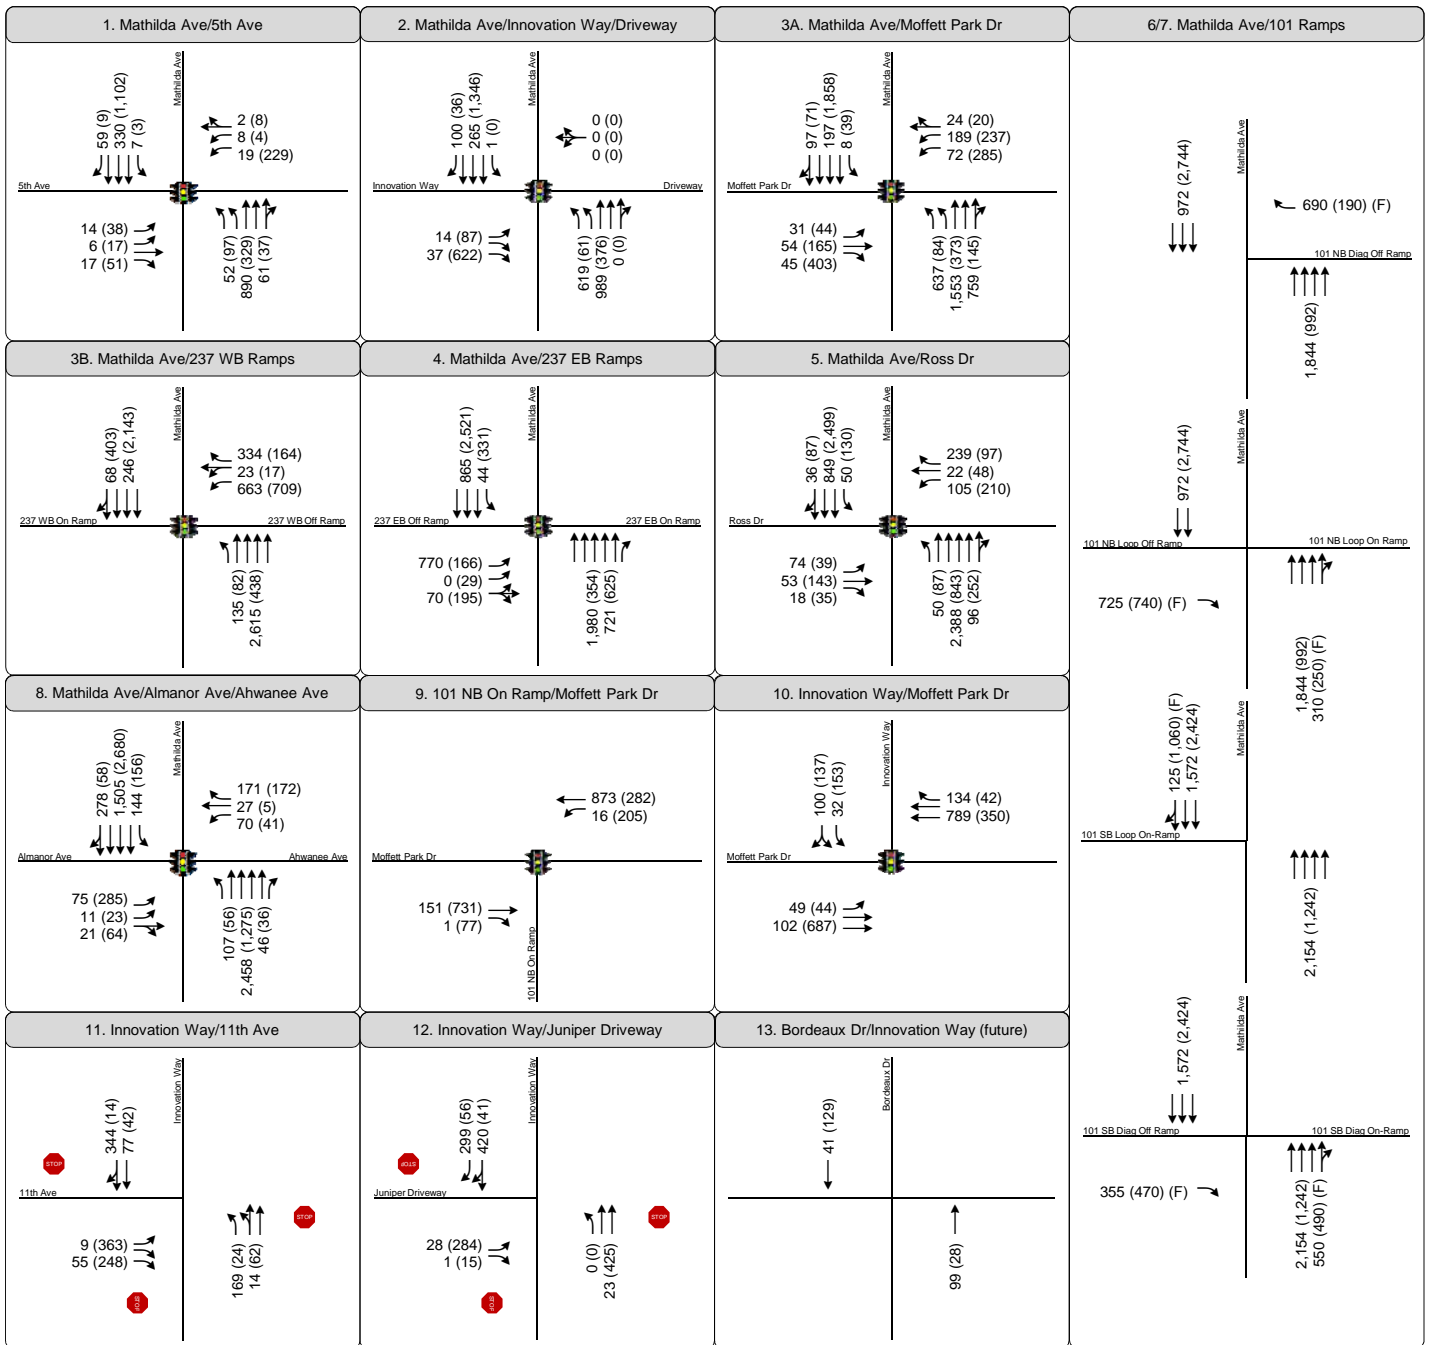 1. Mathilda Ave/5th Ave
Mathilda Ave
59 (9)
330 (1,102)
7 (3)
2 (8)
8 (4)
19 (229)
5th Ave
14 (38)
6 (17)
17 (51)
52 (97)
890 (329)
61 (37)
2. Mathilda Ave/Innovation Way/Driveway
Mathilda Ave
100 (36)
265 (1,346)
1 (0)
0 (0)
0 (0)
0 (0)
Innovation Way
Driveway
14 (87)
37 (622)
619 (61)
989 (376)
0 (0)
3A. Mathilda Ave/Moffett Park Dr
Mathilda Ave
97 (71)
197 (1,858)
8 (39)
24 (20)
189 (237)
72 (285)
Moffett Park Dr
31 (44)
54 (165)
45 (403)
637 (84)
1,553 (373)
759 (145)
6/7. Mathilda Ave/101 Ramps
Mathilda Ave
972 (2,744)
690 (190) (F)
101 NB Diag Off Ramp
1,844 (992)
Mathilda Ave
972 (2,744)
101 NB Loop Off Ramp
101 NB Loop On Ramp
725 (740) (F)
1,844 (992)
310 (250) (F)
Mathilda Ave
125 (1,060) (F)
1,572 (2,424)
101 SB Loop On-Ramp
2,154 (1,242)
Mathilda Ave
1,572 (2,424)
101 SB Diag Off Ramp
101 SB Diag On-Ramp
355 (470) (F)
2,154 (1,242)
550 (490) (F)
3B. Mathilda Ave/237 WB Ramps
Mathilda Ave
68 (403)
246 (2,143)
334 (164)
23 (17)
663 (709)
237 WB On Ramp
237 WB Off Ramp
135 (82)
2,615 (438)
4. Mathilda Ave/237 EB Ramps
Mathilda Ave
865 (2,521)
44 (331)
237 EB Off Ramp
237 EB On Ramp
770 (166)
0 (29)
70 (195)
1,980 (354)
721 (625)
5. Mathilda Ave/Ross Dr
Mathilda Ave
36 (87)
849 (2,499)
50 (130)
239 (97)
22 (48)
105 (210)
Ross Dr
74 (39)
53 (143)
18 (35)
50 (87)
2,388 (843)
96 (252)
8. Mathilda Ave/Almanor Ave/Ahwanee Ave
Mathilda Ave
278 (58)
1,505 (2,680)
144 (156)
171 (172)
27 (5)
70 (41)
Almanor Ave
Ahwanee Ave
75 (285)
11 (23)
21 (64)
107 (56)
2,458 (1,275)
46 (36)
9. 101 NB On Ramp/Moffett Park Dr
873 (282)
16 (205)
Moffett Park Dr
151 (731)
1 (77)
101 NB On Ramp
10. Innovation Way/Moffett Park Dr
Innovation Way
100 (137)
32 (153)
134 (42)
789 (350)
Moffett Park Dr
49 (44)
102 (687)
11. Innovation Way/11th Ave
Innovation Way
344 (14)
77 (42)
STOP
11th Ave
STOP
9 (363)
55 (248)
169 (24)
14 (62)
STOP
12. Innovation Way/Juniper Driveway
Innovation Way
299 (56)
420 (41)
STOP
Juniper Driveway
STOP
28 (284)
1 (15)
0 (0)
23 (425)
STOP
13. Bordeaux Dr/Innovation Way (future)
Bordeaux Dr
41 (129)
99 (28)